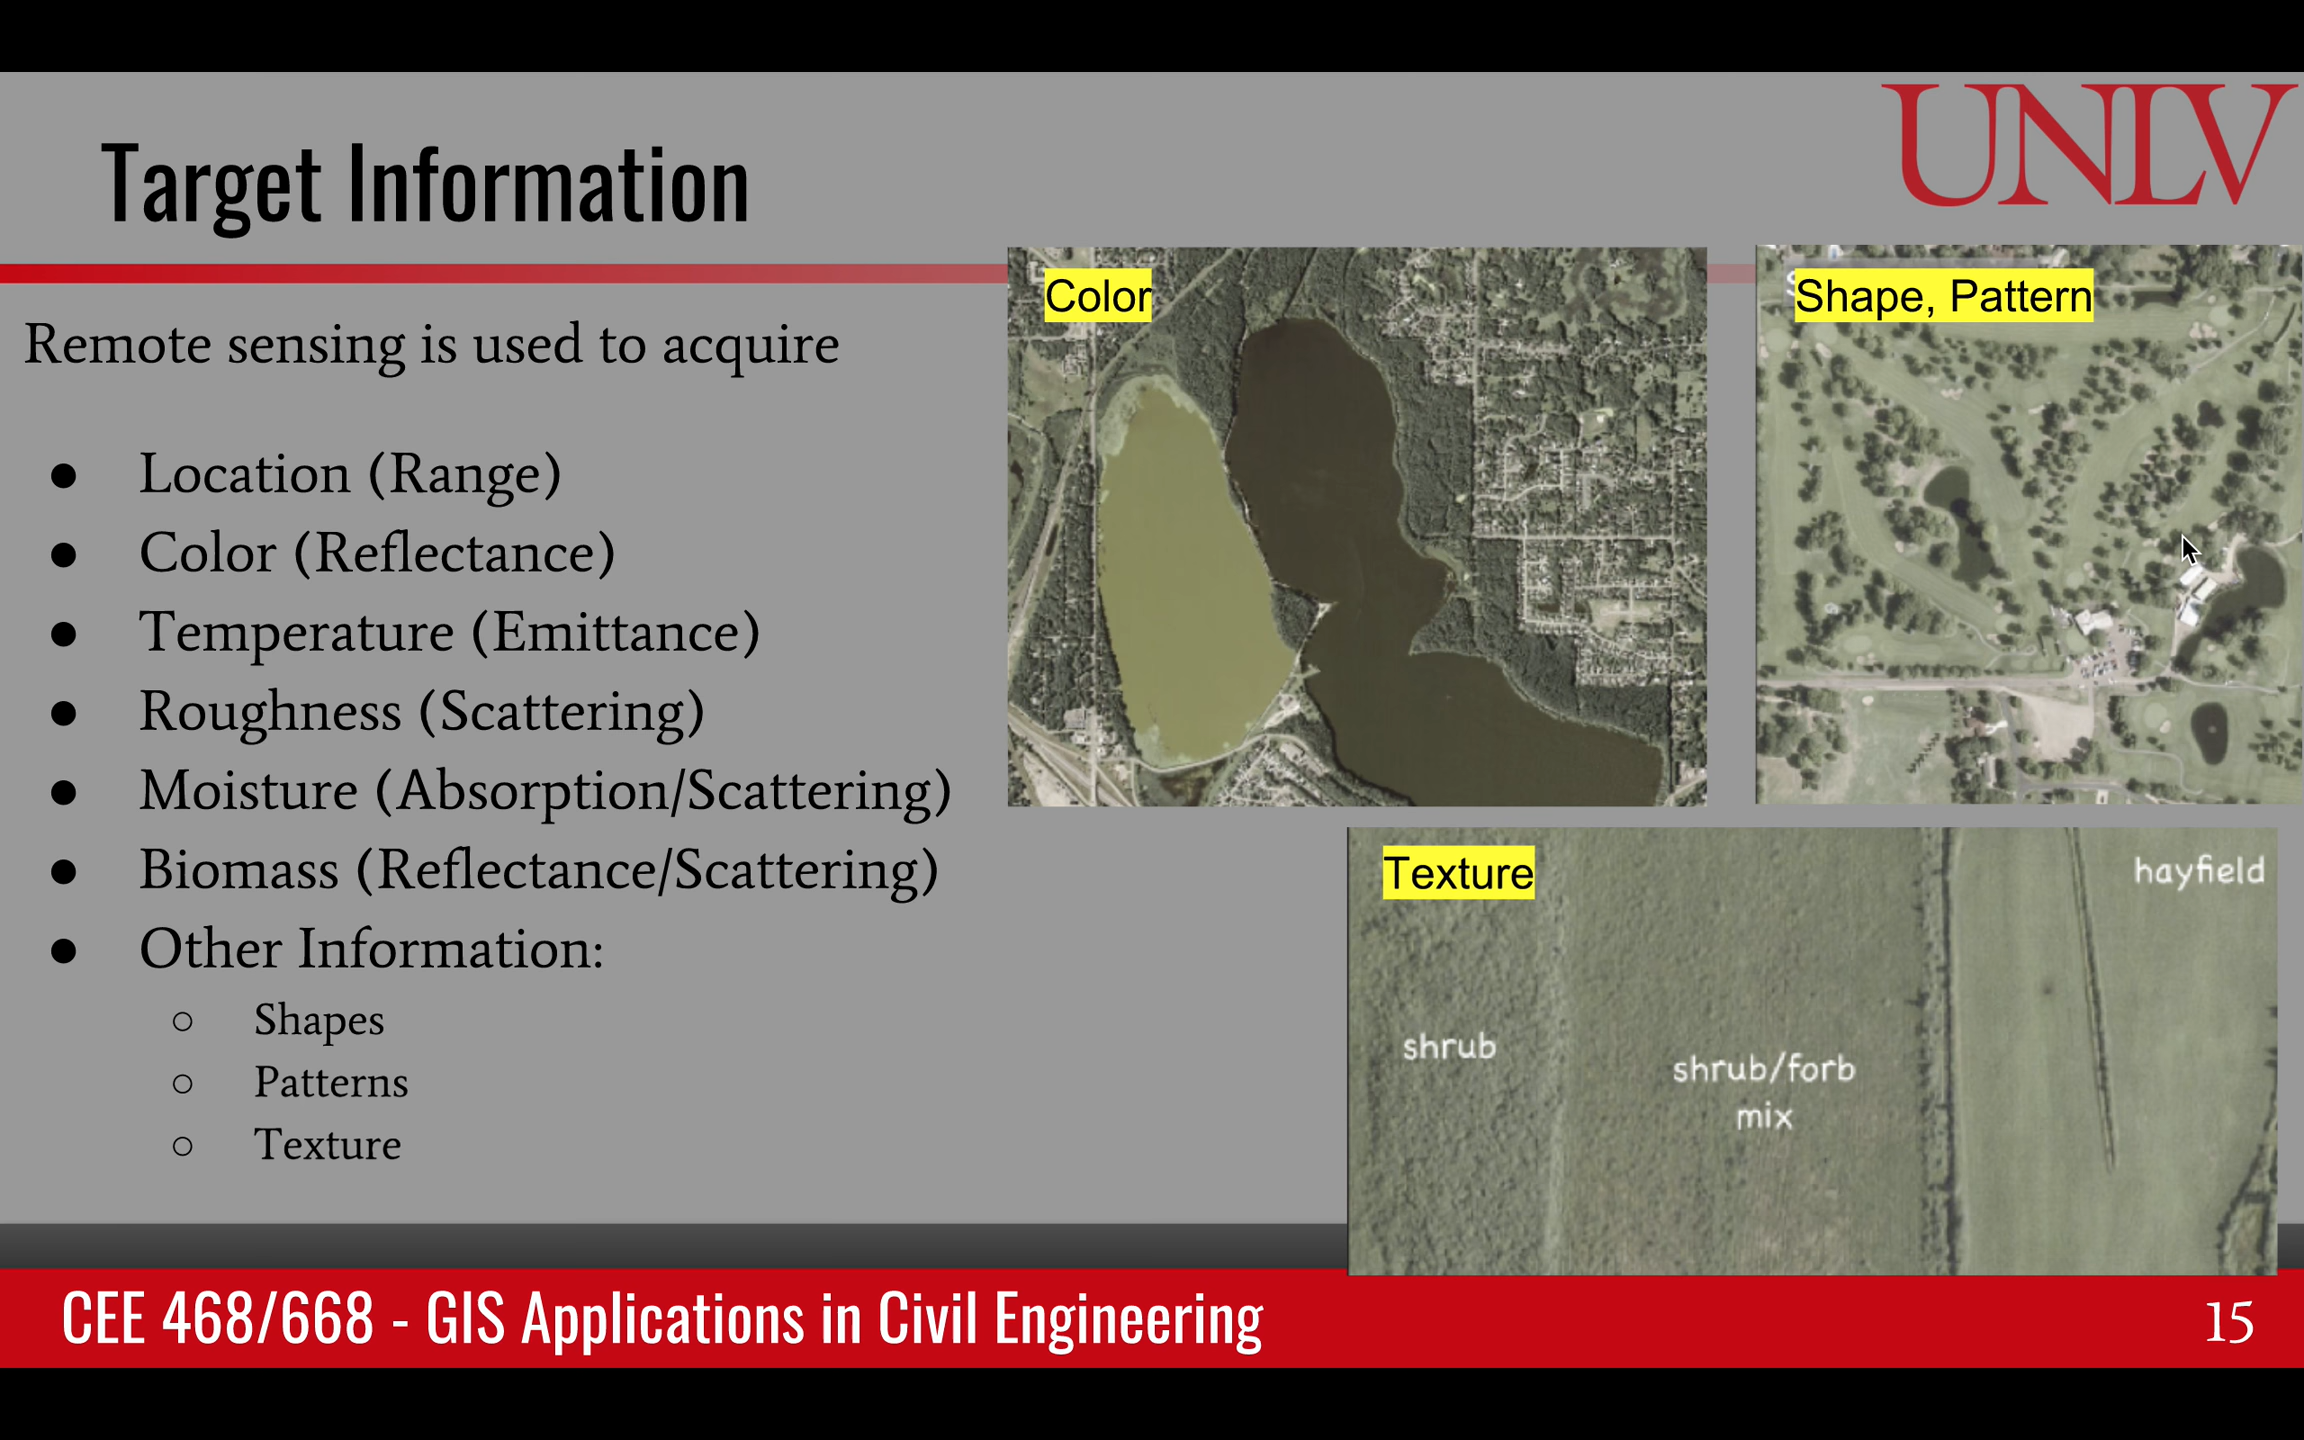 UNLV
Target Information
Remote sensing is used to acquire
● Location (Range)
● Color (Reflectance)
● Temperature (Emittance)
● Roughness (Scattering)
● Moisture (Absorption/Scattering)
● Biomass (Reflectance/Scattering)
● Other Information:
○ Shapes
○ Patterns
○ Texture
Color
Shape, Pattern
Texture
hayfield
shrub
shrub/forb
mix
CEE 468/668 - GIS Applications in Civil Engineering
15